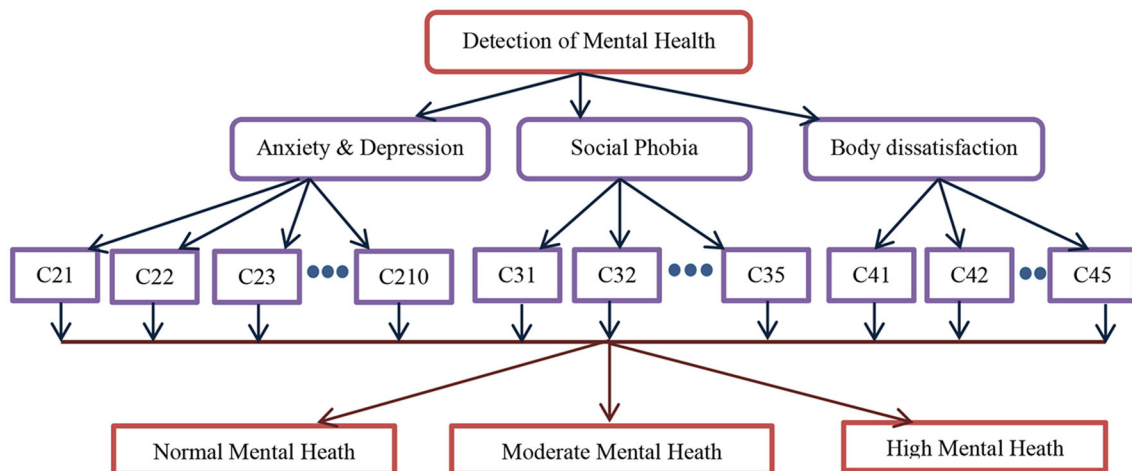 Detection of Mental Health
Anxiety & Depression
Social Phobia
Body dissatisfaction
C21
C22
C23
C210
C31
C32
C35
C41
C42
C45
Normal Mental Heath
Moderate Mental Heath
High Mental Heath